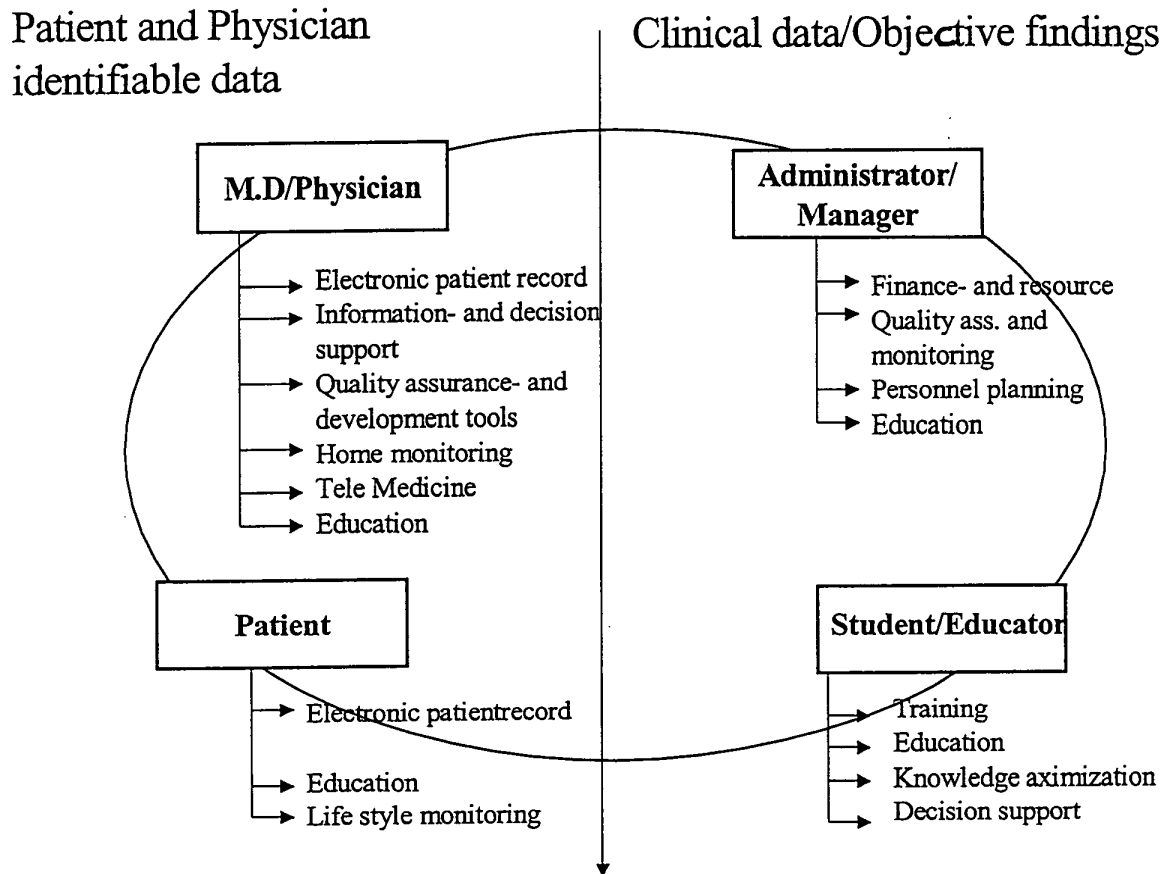 Patient and Physician
identifiable data
Clinical data/Objective findings
M.D/Physician
Electronic patient record
Information- and decision
support
Quality assurance- and
development tools
Home monitoring
Tele Medicine
Education
Administrator/
Manager
Finance- and resource
Quality ass. and
monitoring
Personnel planning
Education
Patient
Electronic patientrecord
Education
Life style monitoring
Student/Educator
Training
Education
Knowledge aximization
Decision support